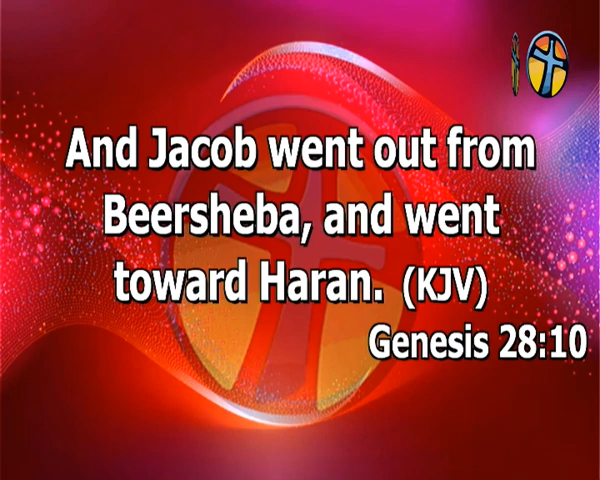 And Jacob went out from
Beersheba, and went
toward Haran. (KJV)
Genesis 28:10